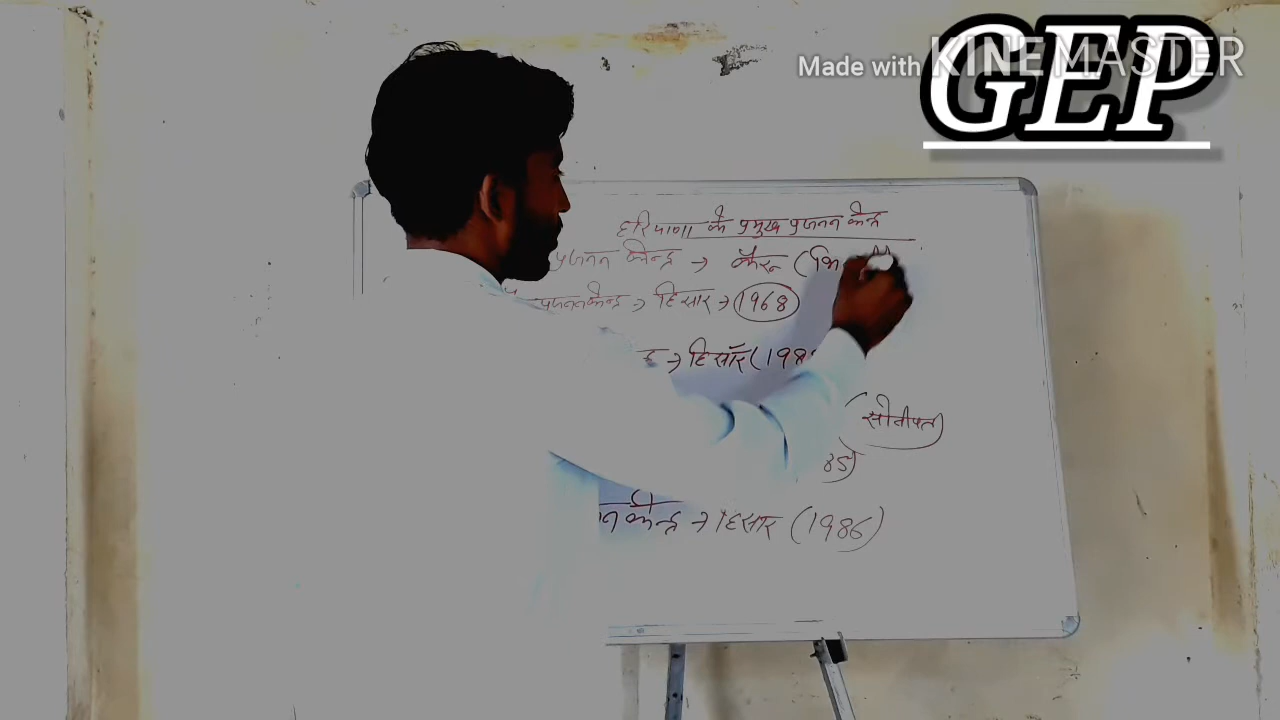 Made with KINEMASTER
GEP
हरियाणा के प्रमुख प्रजनन केन्द्र
प्रजनन केन्द्र → कैरू (भि
प्रजनन केन्द्र → हिसार → 1968
→ हिसार (198
(सोनीपत)
85)
न केन्द्र → हिसार (1986)